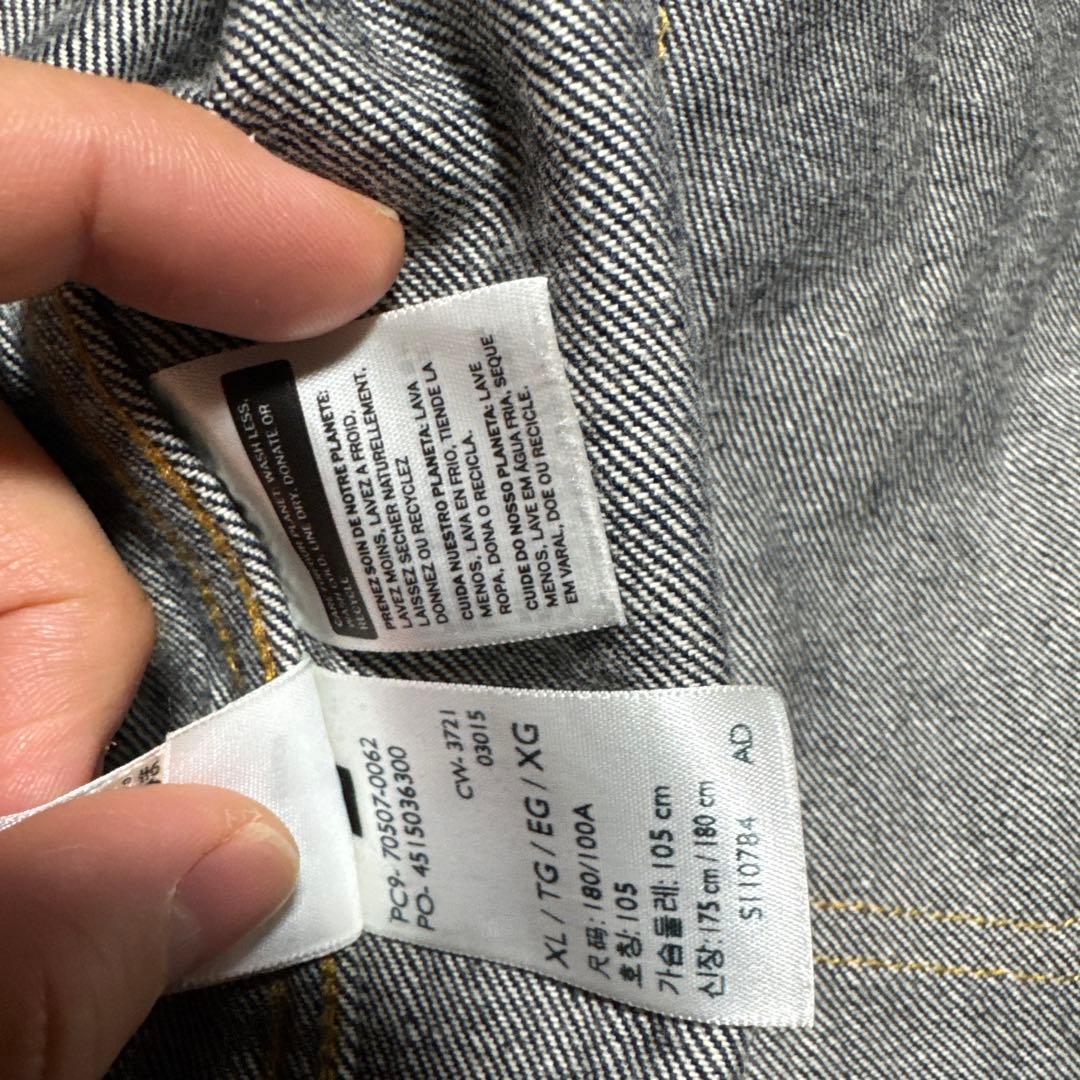 WASH LESS,
LINE DRY, DONATE OR
PRENEZ SOIN DE NOTRE PLANETE:
LAVEZ MOINS, LAVEZ À FROID,
LAISSEZ SECHER NATURELLEMENT,
DONNEZ OU RECYCLEZ
CUIDA NUESTRO PLANETA: LAVA
MENOS, LAVA EN FRIO, TIENDE LA
ROPA, DONA O RECICLA.
CUIDE DO NOSSO PLANETA: LAVE
MENOS, LAVE EM ÁGUA FRIA, SEQUE
EM VARAL, DOE OU RECICLE.
PC9- 70507-0062
PO- 4515036300
CW- 3721
03015
XL / TG / EG / XG
尺码: 180/100A
호칭: 105
가슴둘레: 105 cm
신장: 175 cm / 180 cm
S110784 AD